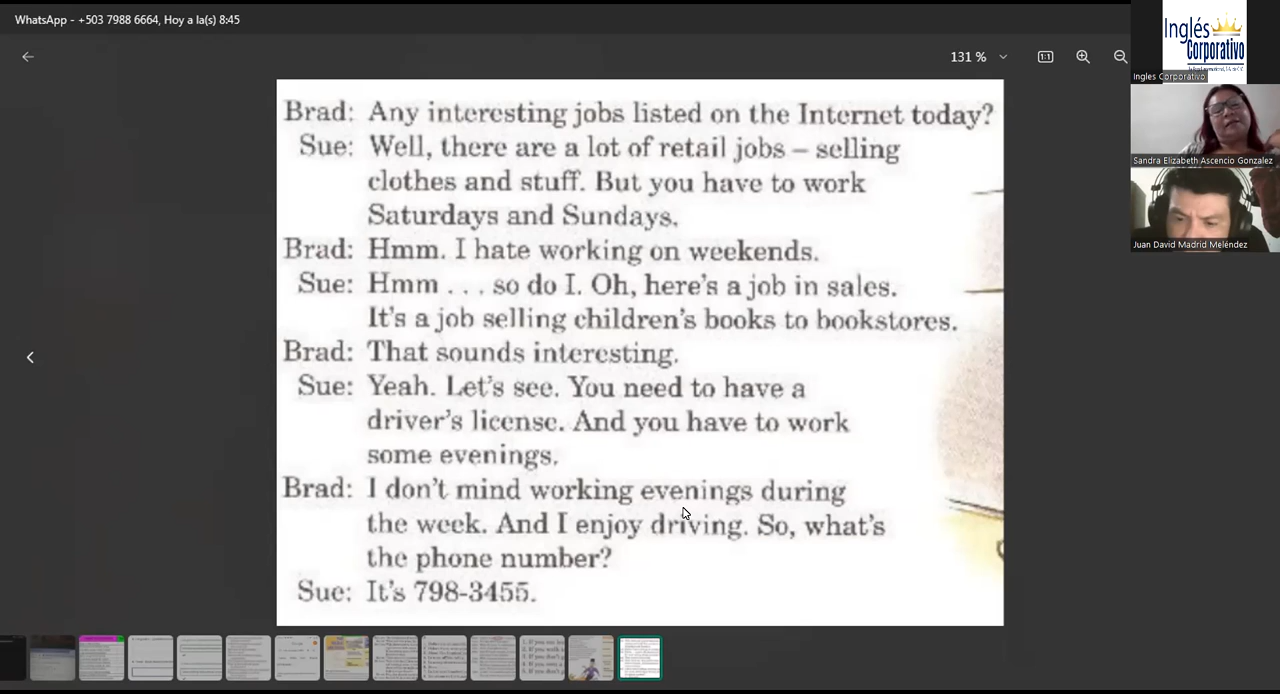 WhatsApp - +503 7988 6664, Hoy a la(s) 8:45
131 %
1:1
Inglés
Corporativo
Ingles Corporativo
Sandra Elizabeth Ascencio Gonzalez
Juan David Madrid Meléndez
Brad: Any interesting jobs listed on the Internet today?
Sue: Well, there are a lot of retail jobs – selling
clothes and stuff. But you have to work
Saturdays and Sundays.
Brad: Hmm. I hate working on weekends.
Sue: Hmm . . . so do I. Oh, here's a job in sales.
It's a job selling children's books to bookstores.
Brad: That sounds interesting.
Sue: Yeah. Let's see. You need to have a
driver's license. And you have to work
some evenings.
Brad: I don't mind working evenings during
the week. And I enjoy driving. So, what's
the phone number?
Sue: It's 798-3455.